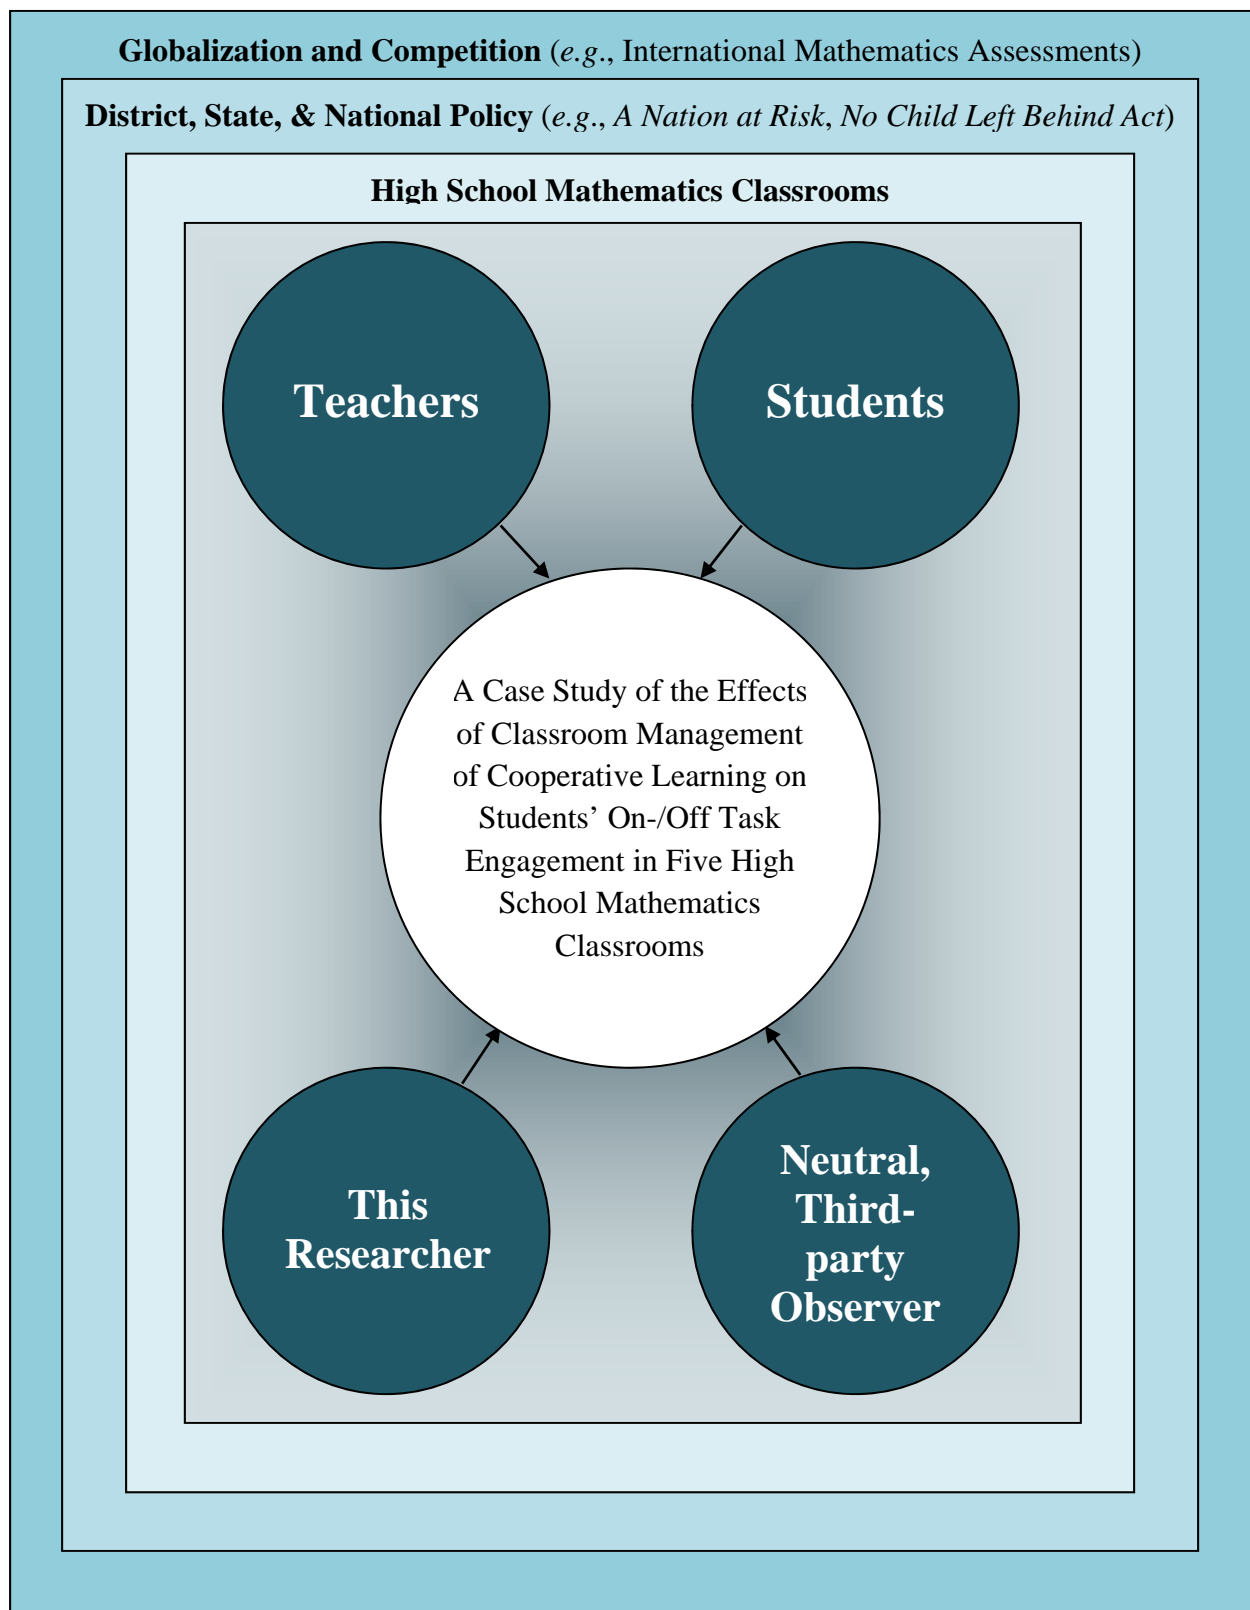 Globalization and Competition (e.g., International Mathematics Assessments)
District, State, & National Policy (e.g., A Nation at Risk, No Child Left Behind Act)
High School Mathematics Classrooms
Teachers
Students
A Case Study of the Effects
of Classroom Management
of Cooperative Learning on
Students’ On-/Off Task
Engagement in Five High
School Mathematics
Classrooms
This
Researcher
Neutral,
Third-
party
Observer